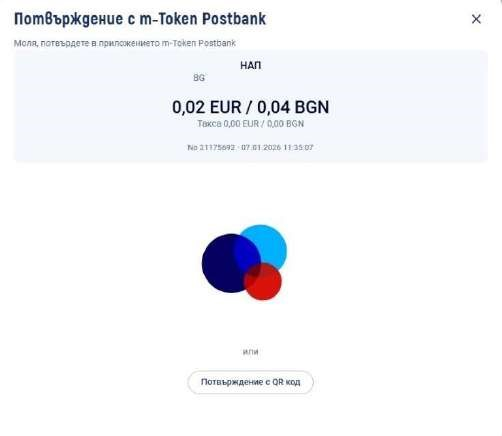 Потвърждение с m-Token Postbank
Моля, потвърдете в приложението m-Token Postbank
НАП
BG
0,02 EUR / 0,04 BGN
Такса 0,00 EUR / 0,00 BGN
No 21175692 · 07.01.2026 11:35:07
или
Потвърждение с QR код